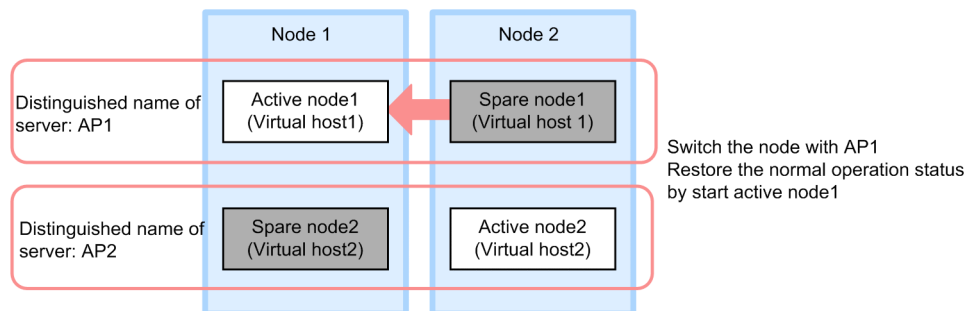 Node 1
Node 2
Distinguished name of
server: AP1
Active node1
(Virtual host1)
Spare node1
(Virtual host 1)
Switch the node with AP1
Restore the normal operation status
by start active node1
Distinguished name of
server: AP2
Spare node2
(Virtual host2)
Active node2
(Virtual host2)